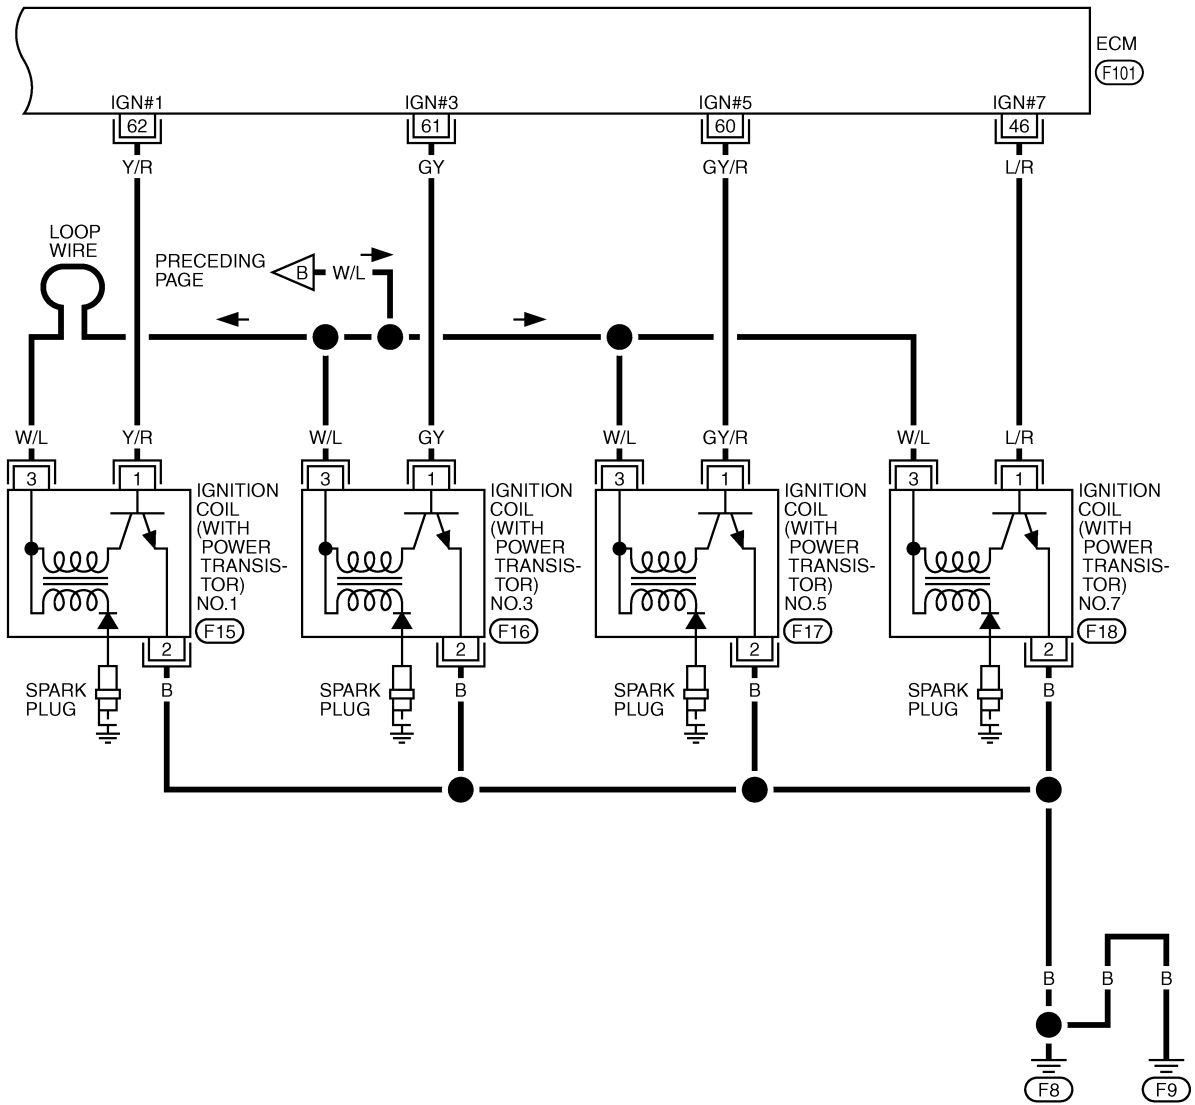 ECM
F101
IGN#1
IGN#3
IGN#5
IGN#7
62
61
60
46
Y/R
GY
GY/R
L/R
LOOP
WIRE
PRECEDING
PAGE
B
W/L
W/L
Y/R
W/L
GY
W/L
GY/R
W/L
L/R
3
1
3
1
3
1
3
1
IGNITION
COIL
(WITH
POWER
TRANSIS-
TOR)
NO.1
F15
IGNITION
COIL
(WITH
POWER
TRANSIS-
TOR)
NO.3
F16
IGNITION
COIL
(WITH
POWER
TRANSIS-
TOR)
NO.5
F17
IGNITION
COIL
(WITH
POWER
TRANSIS-
TOR)
NO.7
F18
2
2
2
2
SPARK
PLUG
B
SPARK
PLUG
B
SPARK
PLUG
B
SPARK
PLUG
B
B
B
B
F8
F9